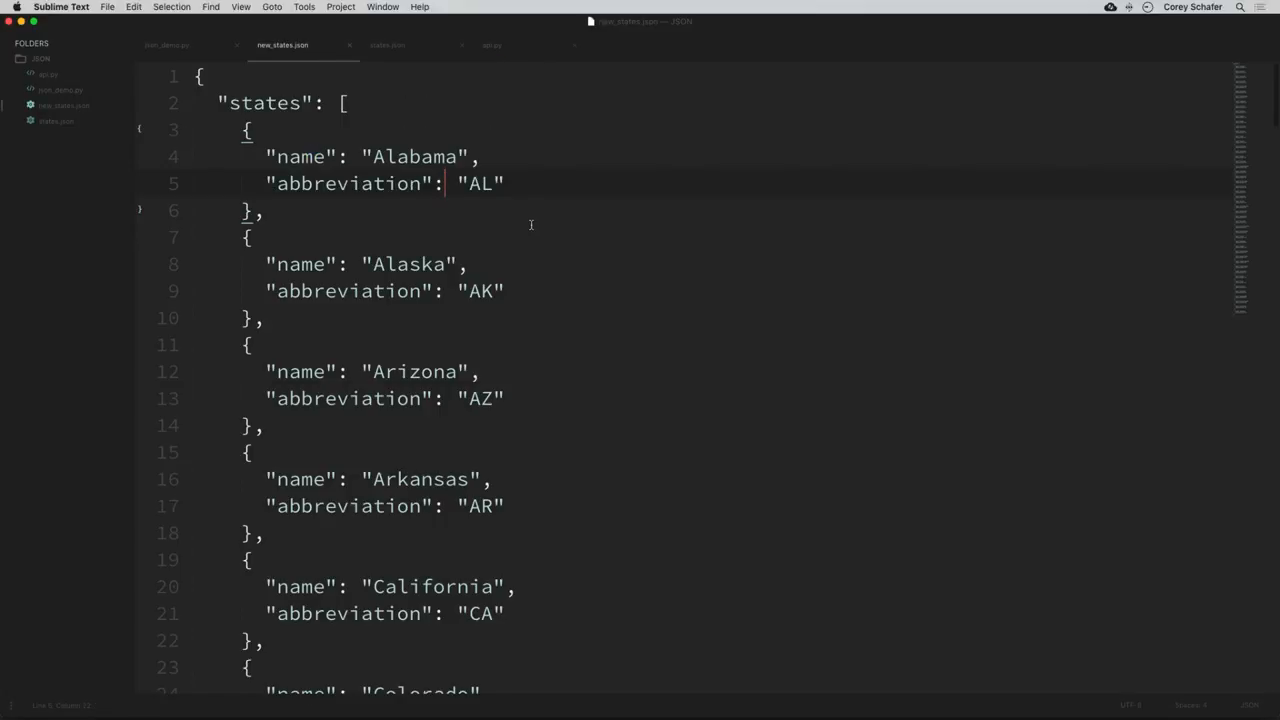 Sublime Text File Edit Selection Find View Goto Tools Project Window Help Corey Schafer
new_states.json — JSON
FOLDERS
JSON
api.py
json_demo.py
new_states.json
states.json
json_demo.py × new_states.json × states.json × api.py ×
1 {
2 "states": [
3 {
4 "name": "Alabama",
5 "abbreviation": "AL"
6 },
7 {
8 "name": "Alaska",
9 "abbreviation": "AK"
10 },
11 {
12 "name": "Arizona",
13 "abbreviation": "AZ"
14 },
15 {
16 "name": "Arkansas",
17 "abbreviation": "AR"
18 },
19 {
20 "name": "California",
21 "abbreviation": "CA"
22 },
23 {
24 "name": "Colorado"
Line 5, Column 12 UTF-8 Spaces: 4 JSON